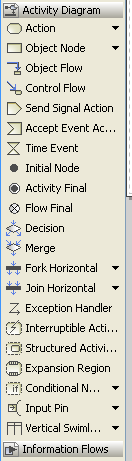 Activity Diagram
Action
Object Node
Object Flow
Control Flow
Send Signal Action
Accept Event Ac...
Time Event
Initial Node
Activity Final
Flow Final
Decision
Merge
Fork Horizontal
Join Horizontal
Exception Handler
Interruptible Acti...
Structured Activi...
Expansion Region
Conditional N...
Input Pin
Vertical Swiml...
Information Flows